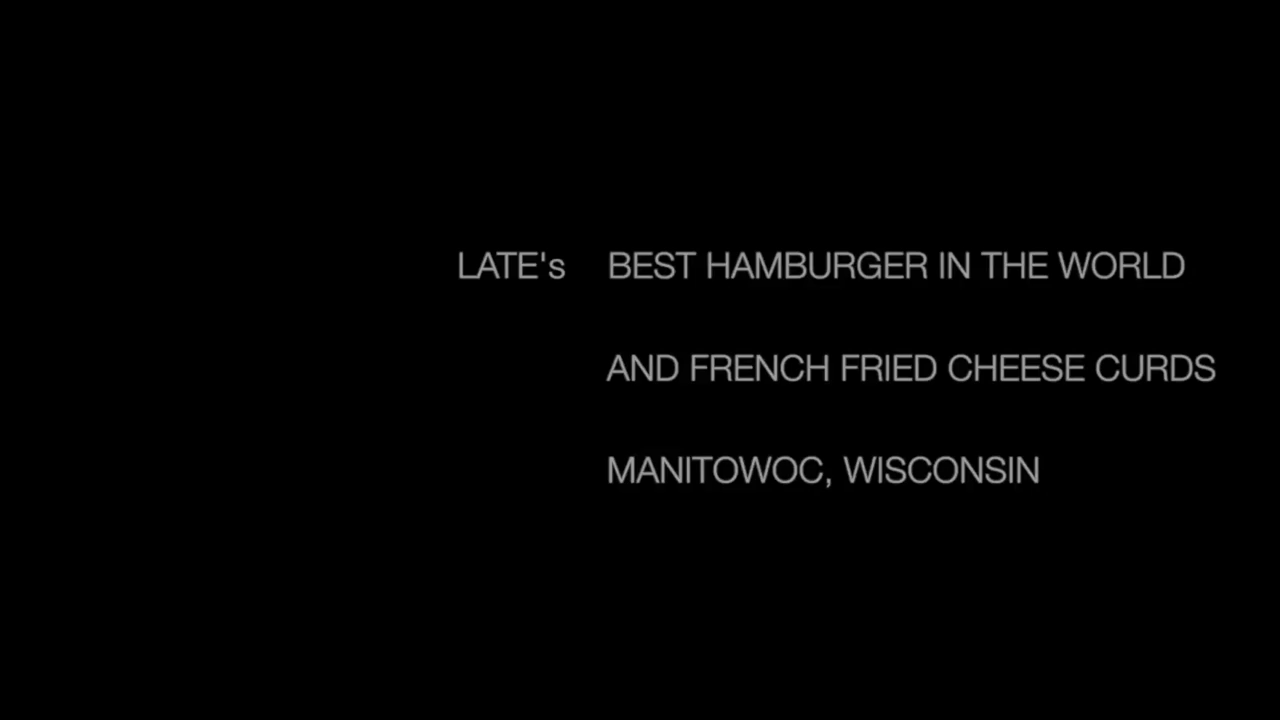 LATE's BEST HAMBURGER IN THE WORLD
AND FRENCH FRIED CHEESE CURDS
MANITOWOC, WISCONSIN